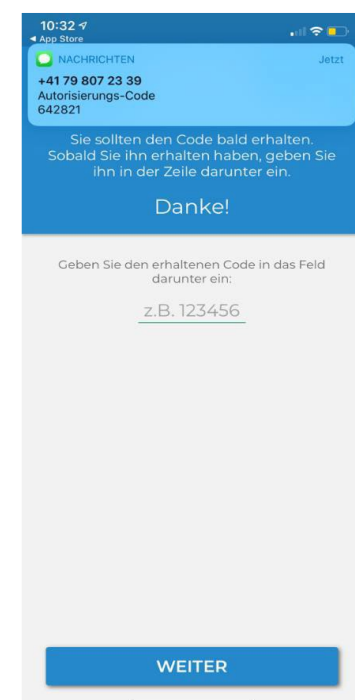 10:32
◄ App Store
NACHRICHTEN Jetzt
+41 79 807 23 39
Autorisierungs-Code
642821
Sie sollten den Code bald erhalten.
Sobald Sie ihn erhalten haben, geben Sie
ihn in der Zeile darunter ein.
Danke!
Geben Sie den erhaltenen Code in das Feld
darunter ein:
z.B. 123456
WEITER